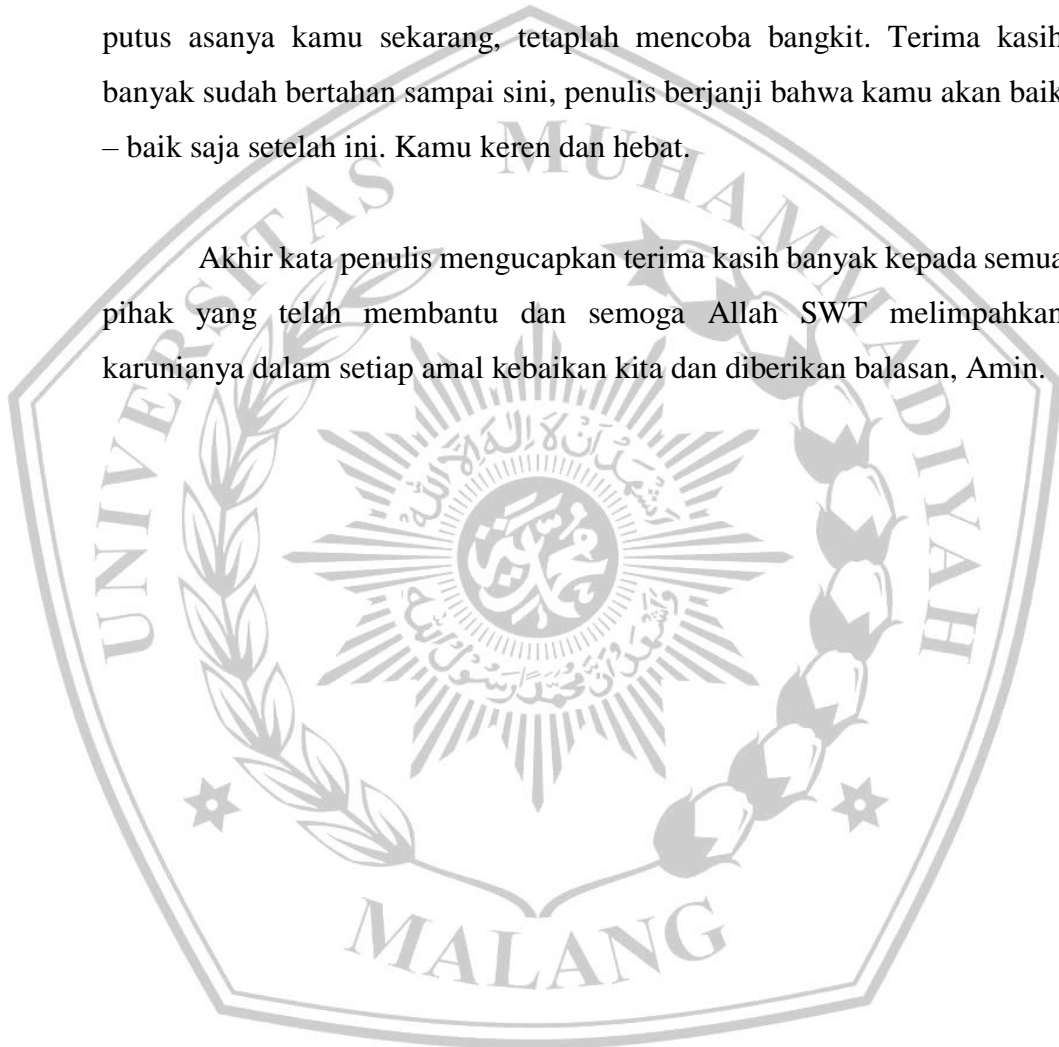 putus asanya kamu sekarang, tetaplah mencoba bangkit. Terima kasih
banyak sudah bertahan sampai sini, penulis berjanji bahwa kamu akan baik
– baik saja setelah ini. Kamu keren dan hebat.
Akhir kata penulis mengucapkan terima kasih banyak kepada semua
pihak yang telah membantu dan semoga Allah SWT melimpahkan
karunianya dalam setiap amal kebaikan kita dan diberikan balasan, Amin.
UNIVERSITAS MUHAMMADIYAH
MALANG